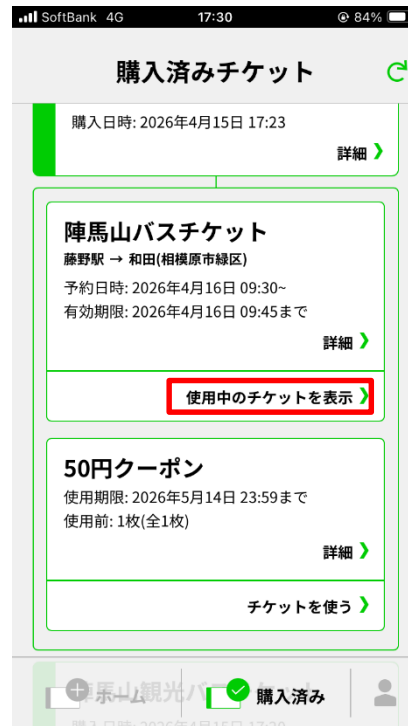 SoftBank 4G 17:30 84%
購入済みチケット
購入日時: 2026年4月15日 17:23
詳細 》
陣馬山バスチケット
藤野駅 → 和田(相模原市緑区)
予約日時: 2026年4月16日 09:30~
有効期限: 2026年4月16日 09:45まで
詳細 》
使用中のチケットを表示 》
50円クーポン
使用期限: 2026年5月14日 23:59まで
使用前: 1枚(全1枚)
詳細 》
チケットを使う 》
ホーム
購入済み